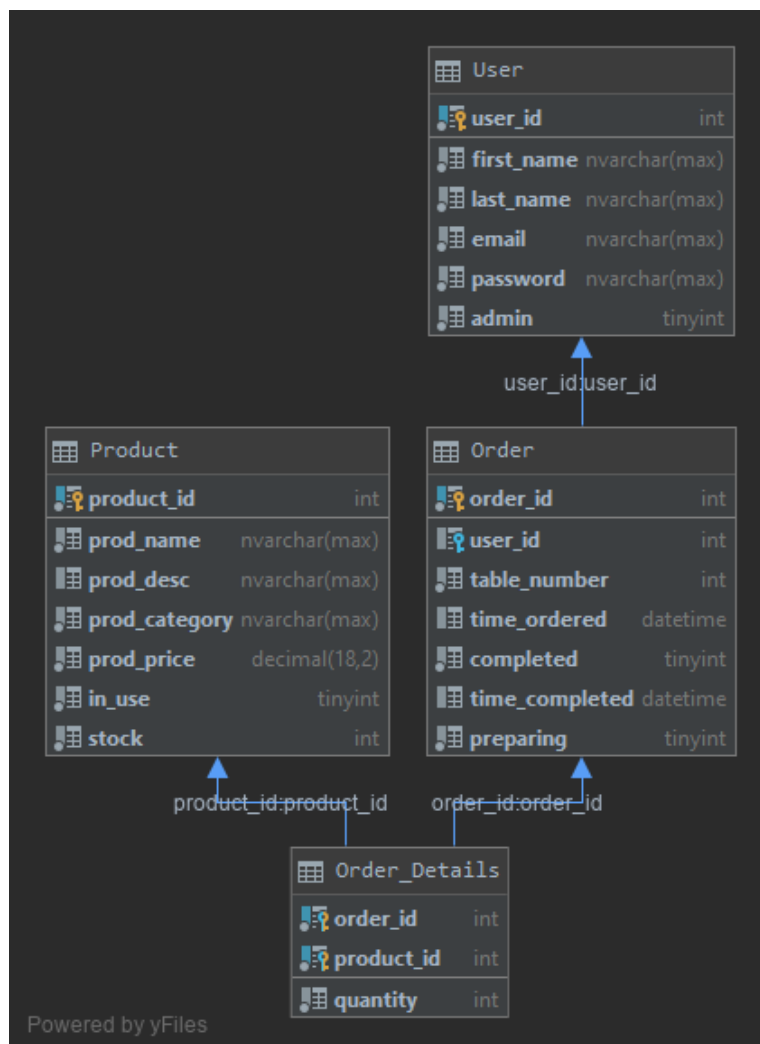 User
user_id int
first_name nvarchar(max)
last_name nvarchar(max)
email nvarchar(max)
password nvarchar(max)
admin tinyint
user_id:user_id
Product
product_id int
prod_name nvarchar(max)
prod_desc nvarchar(max)
prod_category nvarchar(max)
prod_price decimal(18,2)
in_use tinyint
stock int
Order
order_id int
user_id int
table_number int
time_ordered datetime
completed tinyint
time_completed datetime
preparing tinyint
product_id:product_id
order_id:order_id
Order_Details
order_id int
product_id int
quantity int
Powered by yFiles